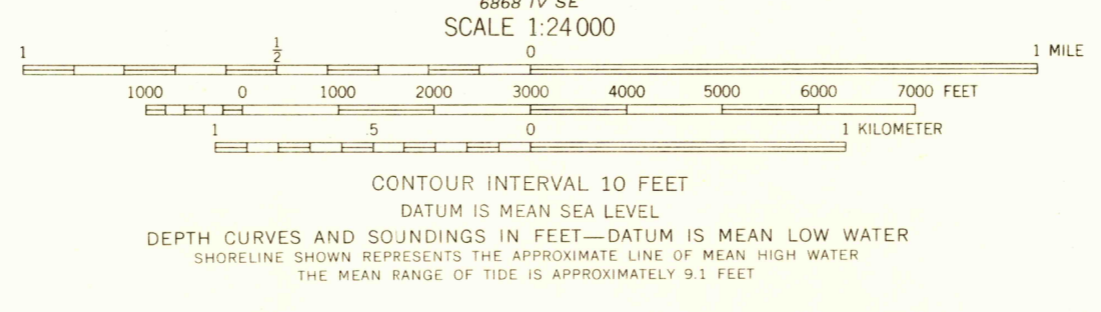 6868 IV SE
SCALE 1:24 000
1 ½ 0 1 MILE
1000 0 1000 2000 3000 4000 5000 6000 7000 FEET
1 .5 0 1 KILOMETER
CONTOUR INTERVAL 10 FEET
DATUM IS MEAN SEA LEVEL
DEPTH CURVES AND SOUNDINGS IN FEET—DATUM IS MEAN LOW WATER
SHORELINE SHOWN REPRESENTS THE APPROXIMATE LINE OF MEAN HIGH WATER
THE MEAN RANGE OF TIDE IS APPROXIMATELY 9.1 FEET